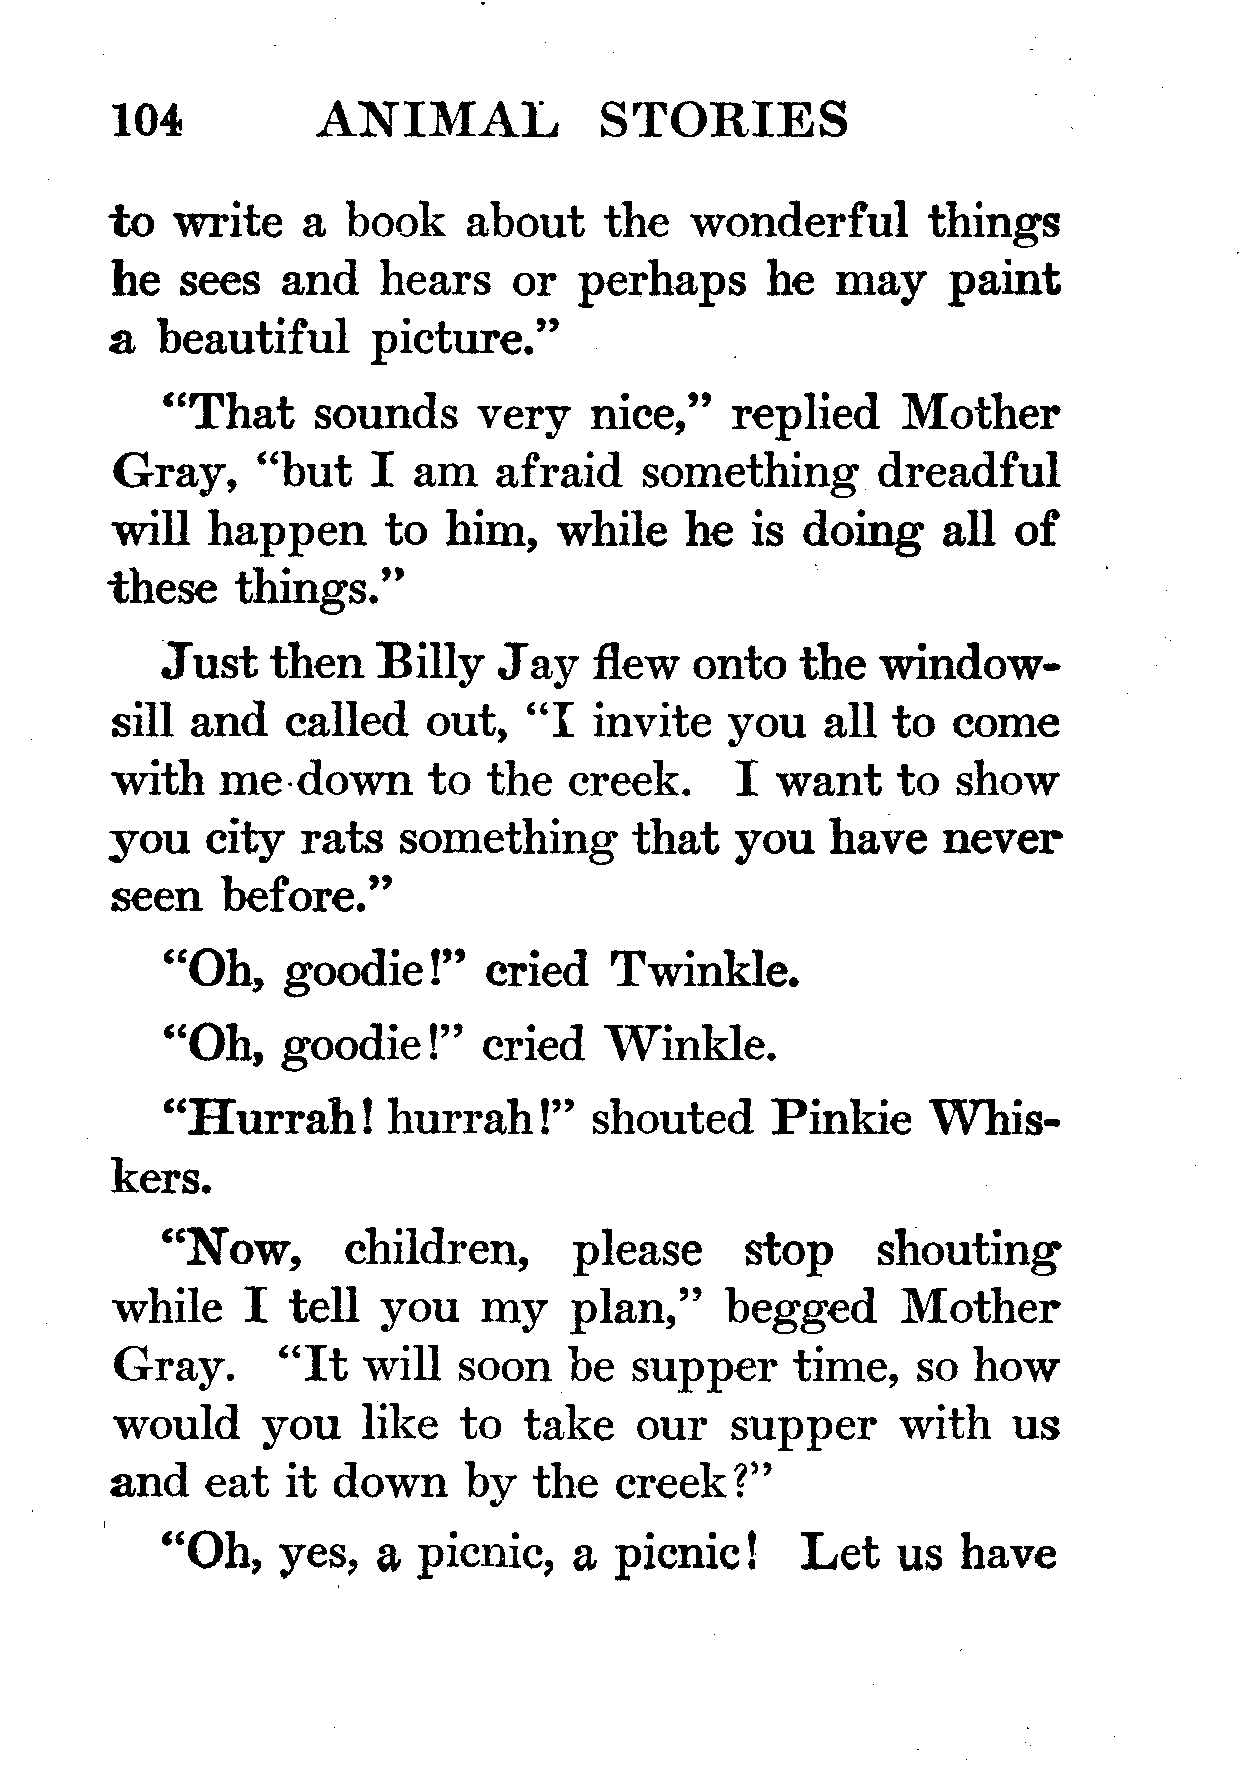 104 ANIMAL STORIES
to write a book about the wonderful things
he sees and hears or perhaps he may paint
a beautiful picture.”
“That sounds very nice,” replied Mother
Gray, “but I am afraid something dreadful
will happen to him, while he is doing all of
these things.”
Just then Billy Jay flew onto the window-
sill and called out, “I invite you all to come
with me down to the creek. I want to show
you city rats something that you have never
seen before.”
“Oh, goodie!” cried Twinkle.
“Oh, goodie!” cried Winkle.
“Hurrah! hurrah!” shouted Pinkie Whis-
kers.
“Now, children, please stop shouting
while I tell you my plan,” begged Mother
Gray. “It will soon be supper time, so how
would you like to take our supper with us
and eat it down by the creek?”
“Oh, yes, a picnic, a picnic! Let us have